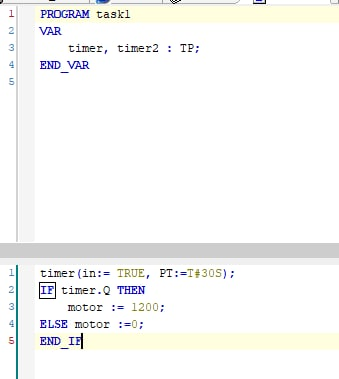 1 PROGRAM task1
2 VAR
3 timer, timer2 : TP;
4 END_VAR
5
1 timer(in:= TRUE, PT:=T#30S);
2 IF timer.Q THEN
3 motor := 1200;
4 ELSE motor :=0;
5 END_IF